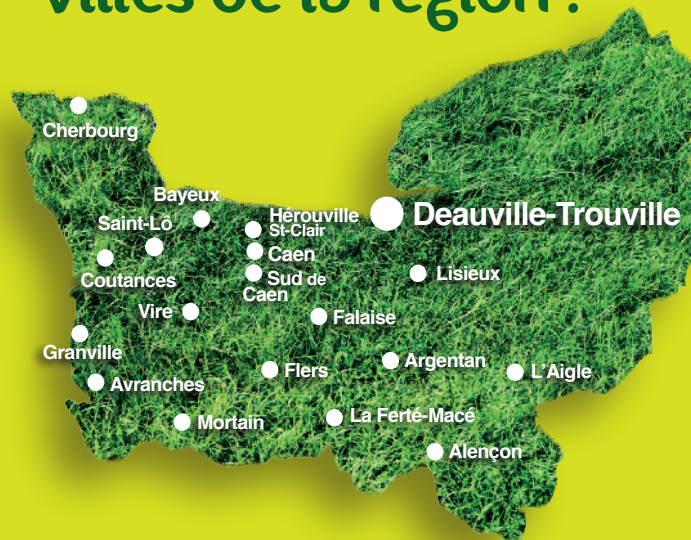 villes de la région !
Cherbourg
Bayeux
Saint-Lô
Hérouville
St-Clair
Deauville-Trouville
Caen
Coutances
Sud de
Caen
Lisieux
Vire
Falaise
Granville
Argentan
Flers
L'Aigle
Avranches
La Ferté-Macé
Mortain
Alençon